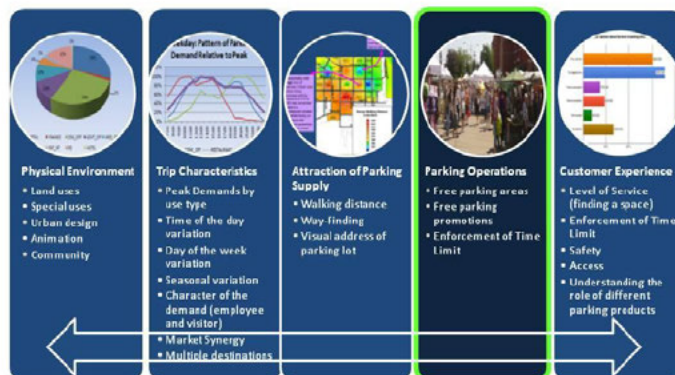 Demand Relative to Peak
Physical Environment
Land uses
Special uses
Urban design
Animation
Community
Trip Characteristics
Peak Demands by
use type
Time of the day
variation
Day of the week
variation
Seasonal variation
Character of the
demand (employee
and visitor)
Market Synergy
Multiple destinations
Attraction of Parking
Supply
Walking distance
Way-finding
Visual address of
parking lot
Parking Operations
Free parking areas
Free parking
promotions
Enforcement of Time
Limit
Customer Experience
Level of Service
(finding a space)
Enforcement of Time
Limit
Safety
Access
Understanding the
role of different
parking products